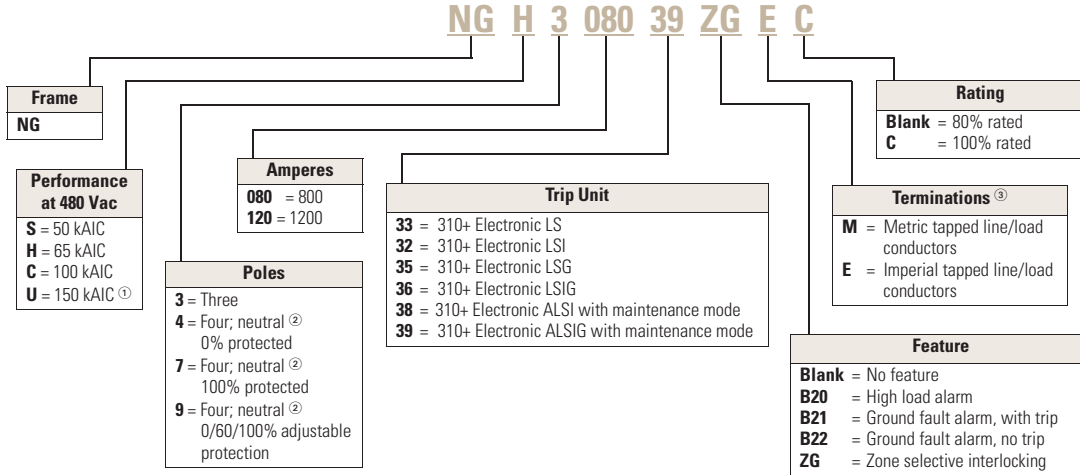 NG H 3 080 39 ZG E C
Frame
NG
Performance
at 480 Vac
S = 50 kAIC
H = 65 kAIC
C = 100 kAIC
U = 150 kAIC ①
Poles
3 = Three
4 = Four; neutral ②
0% protected
7 = Four; neutral ②
100% protected
9 = Four; neutral ②
0/60/100% adjustable
protection
Amperes
080 = 800
120 = 1200
Trip Unit
33 = 310+ Electronic LS
32 = 310+ Electronic LSI
35 = 310+ Electronic LSG
36 = 310+ Electronic LSIG
38 = 310+ Electronic ALSI with maintenance mode
39 = 310+ Electronic ALSIG with maintenance mode
Rating
Blank = 80% rated
C = 100% rated
Terminations ③
M = Metric tapped line/load
conductors
E = Imperial tapped line/load
conductors
Feature
Blank = No feature
B20 = High load alarm
B21 = Ground fault alarm, with trip
B22 = Ground fault alarm, no trip
ZG = Zone selective interlocking